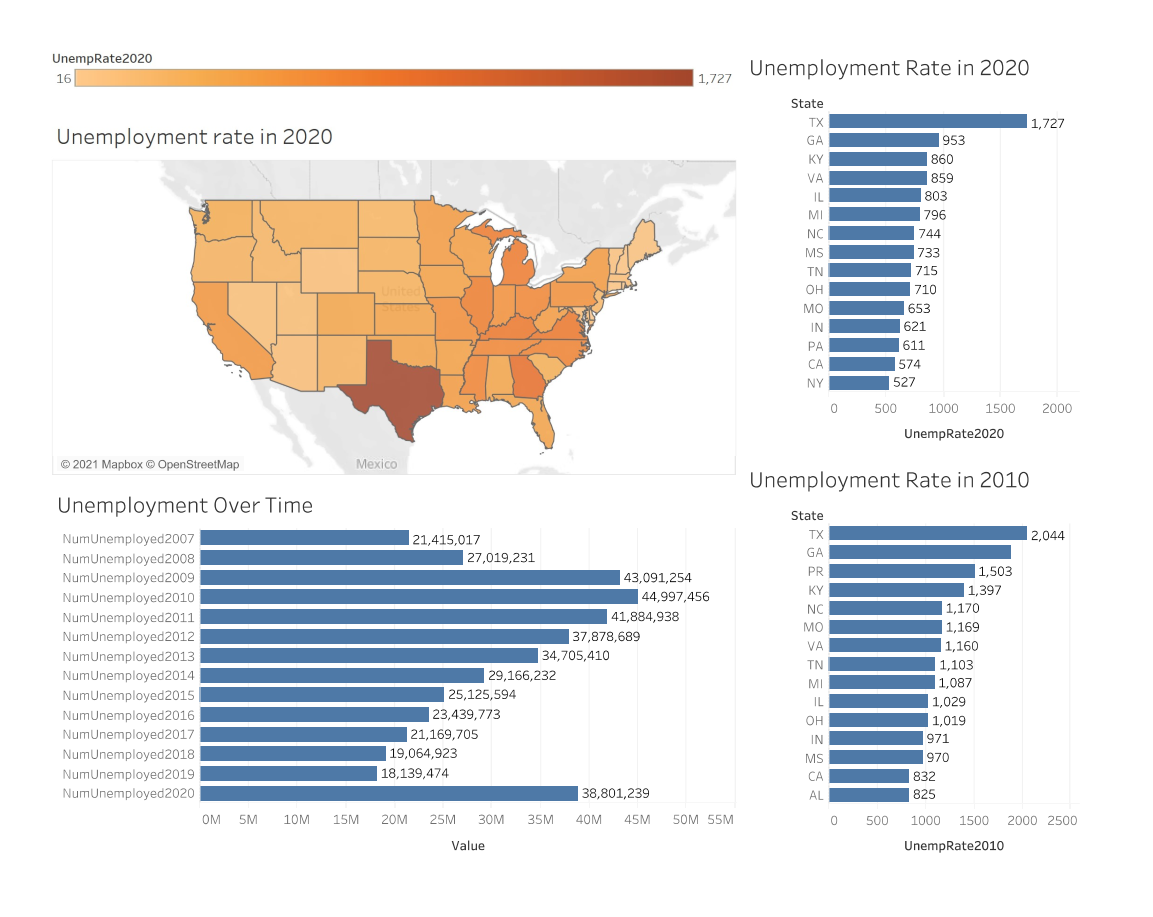 UnempRate2020
16 1,727
Unemployment rate in 2020
United
States
Mexico
© 2021 Mapbox © OpenStreetMap
Unemployment Rate in 2020
State
TX 1,727
GA 953
KY 860
VA 859
IL 803
MI 796
NC 744
MS 733
TN 715
OH 710
MO 653
IN 621
PA 611
CA 574
NY 527
0 500 1000 1500 2000
UnempRate2020
Unemployment Over Time
NumUnemployed2007 21,415,017
NumUnemployed2008 27,019,231
NumUnemployed2009 43,091,254
NumUnemployed2010 44,997,456
NumUnemployed2011 41,884,938
NumUnemployed2012 37,878,689
NumUnemployed2013 34,705,410
NumUnemployed2014 29,166,232
NumUnemployed2015 25,125,594
NumUnemployed2016 23,439,773
NumUnemployed2017 21,169,705
NumUnemployed2018 19,064,923
NumUnemployed2019 18,139,474
NumUnemployed2020 38,801,239
0M 5M 10M 15M 20M 25M 30M 35M 40M 45M 50M 55M
Value
Unemployment Rate in 2010
State
TX 2,044
GA
PR 1,503
KY 1,397
NC 1,170
MO 1,169
VA 1,160
TN 1,103
MI 1,087
IL 1,029
OH 1,019
IN 971
MS 970
CA 832
AL 825
0 500 1000 1500 2000 2500
UnempRate2010